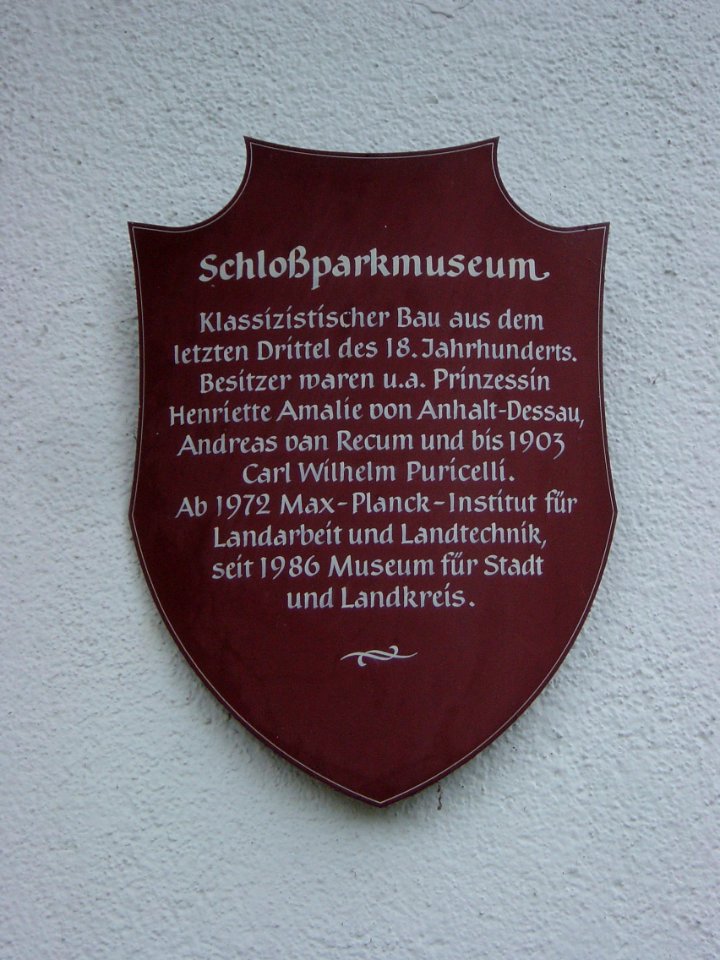 Schloßparkmuseum
Klassizistischer Bau aus dem
letzten Drittel des 18. Jahrhunderts.
Besitzer waren u.a. Prinzessin
Henriette Amalie von Anhalt-Dessau,
Andreas van Recum und bis 1903
Carl Wilhelm Puricelli.
Ab 1972 Max-Planck-Institut für
Landarbeit und Landtechnik,
seit 1986 Museum für Stadt
und Landkreis.